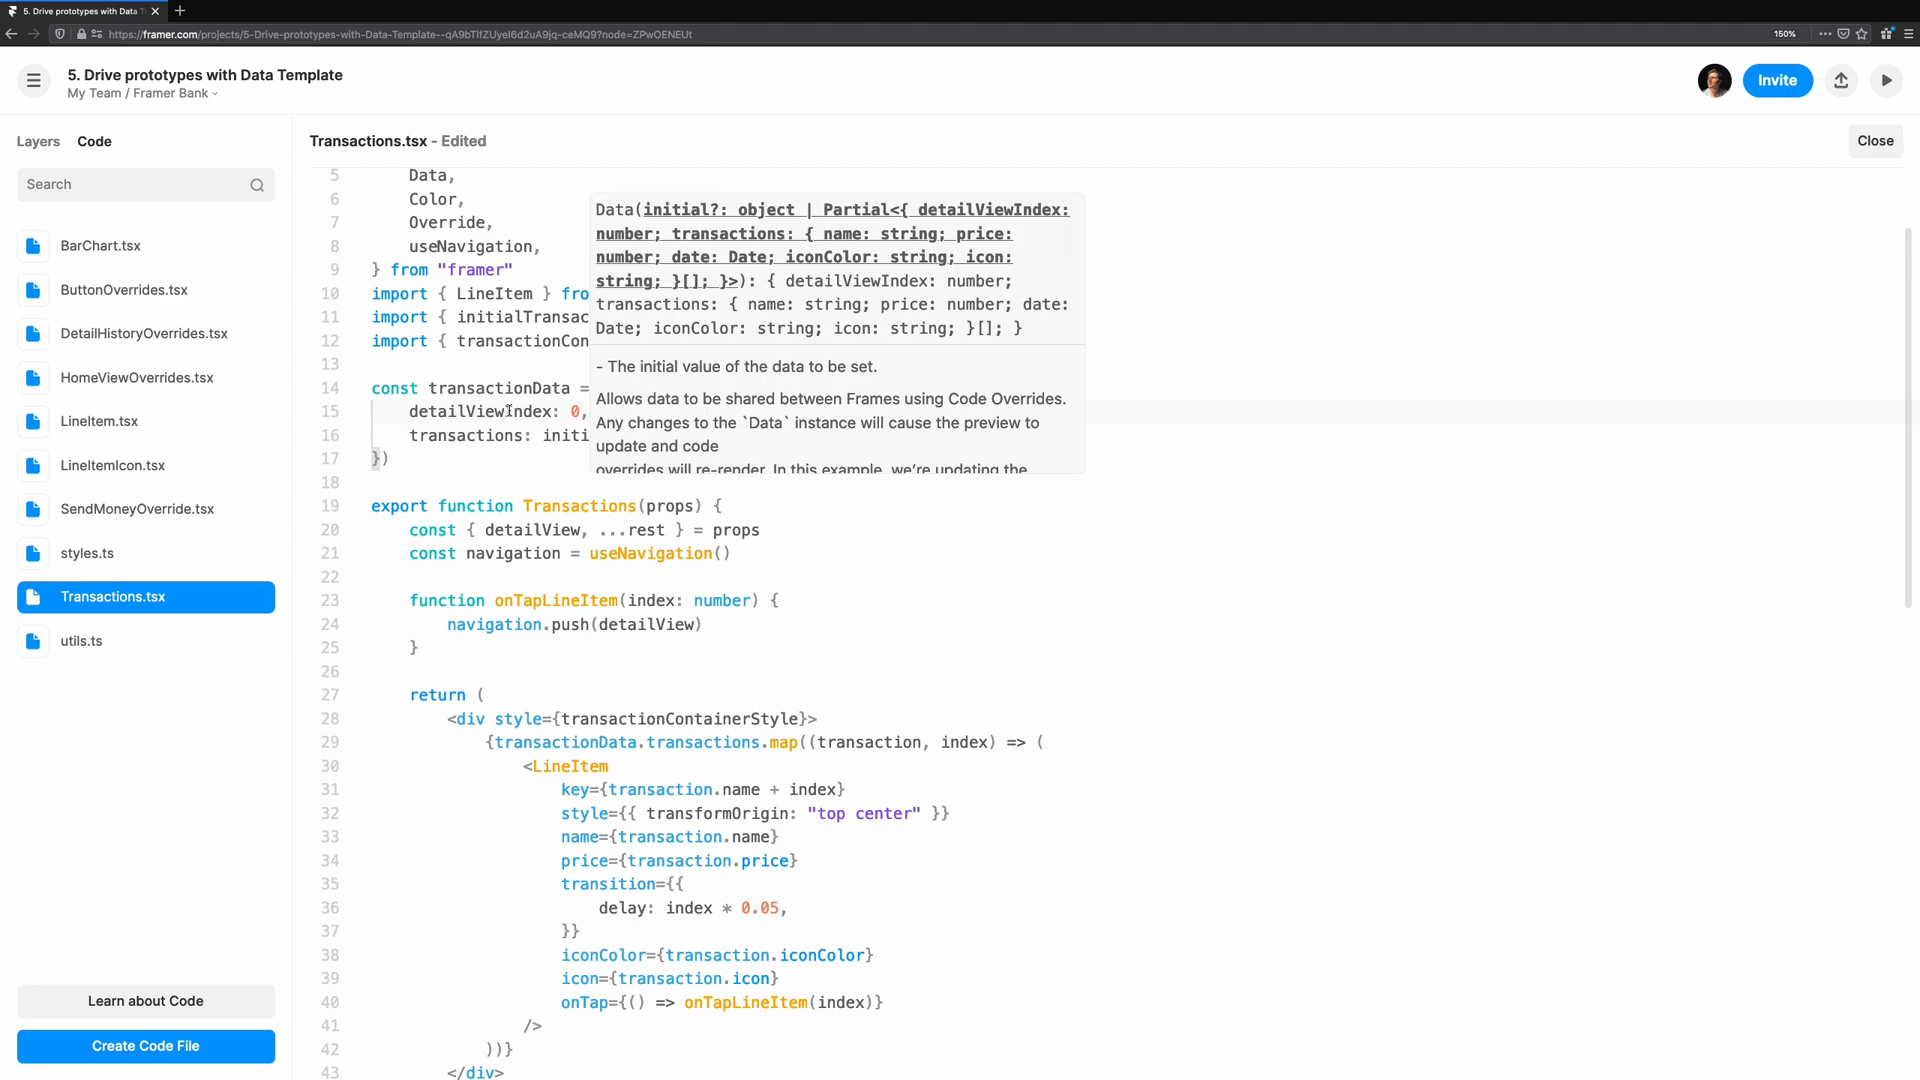 5. Drive prototypes with Data
https://framer.com/projects/5-Drive-prototypes-with-Data-Template--qA9bTlfZUyel6d2uA9jq-ceMQ9?node=ZPwOENEUt
150%
5. Drive prototypes with Data Template
My Team / Framer Bank
Invite
Layers Code
Search
BarChart.tsx
ButtonOverrides.tsx
DetailHistoryOverrides.tsx
HomeViewOverrides.tsx
LineItem.tsx
LineItemIcon.tsx
SendMoneyOverride.tsx
styles.ts
Transactions.tsx
utils.ts
Learn about Code
Create Code File
Transactions.tsx - Edited
Close
5 Data,
6 Color,
7 Override,
8 useNavigation,
9 } from "framer"
10 import { LineItem } fro
11 import { initialTransac
12 import { transactionCon
13
14 const transactionData =
15 detailViewIndex: 0,
16 transactions: initi
17 })
18
19 export function Transactions(props) {
20 const { detailView, ...rest } = props
21 const navigation = useNavigation()
22
23 function onTapLineItem(index: number) {
24 navigation.push(detailView)
25 }
26
27 return (
28 <div style={transactionContainerStyle}>
29 {transactionData.transactions.map((transaction, index) => (
30 <LineItem
31 key={transaction.name + index}
32 style={{ transformOrigin: "top center" }}
33 name={transaction.name}
34 price={transaction.price}
35 transition={{
36 delay: index * 0.05,
37 }}
38 iconColor={transaction.iconColor}
39 icon={transaction.icon}
40 onTap={() => onTapLineItem(index)}
41 />
42 ))}
43 </div>
Data(initial?: object | Partial<{ detailViewIndex:
number; transactions: { name: string; price:
number; date: Date; iconColor: string; icon:
string; }[]; }>): { detailViewIndex: number;
transactions: { name: string; price: number; date:
Date; iconColor: string; icon: string; }[]; }
- The initial value of the data to be set.
Allows data to be shared between Frames using Code Overrides.
Any changes to the `Data` instance will cause the preview to
update and code
overrides will re-render. In this example, we're updating the